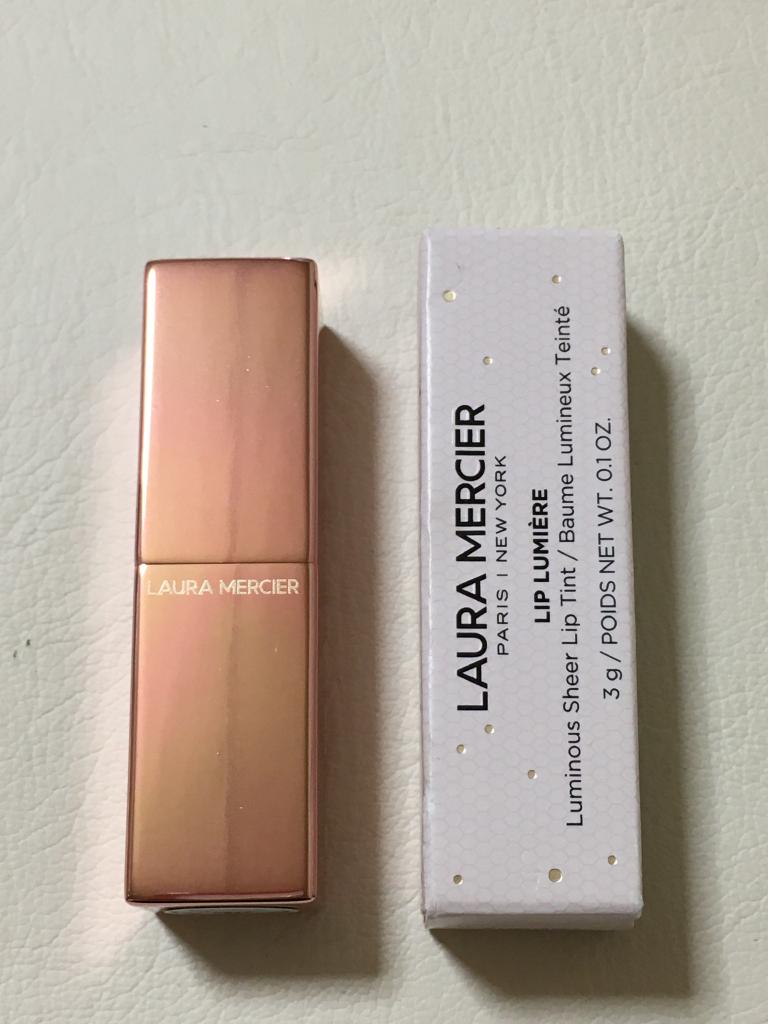 LAURA MERCIER
LAURA MERCIER
PARIS | NEW YORK
LIP LUMIÈRE
Luminous Sheer Lip Tint / Baume Lumineux Teinté
3 g / POIDS NET WT. 0.1 OZ.